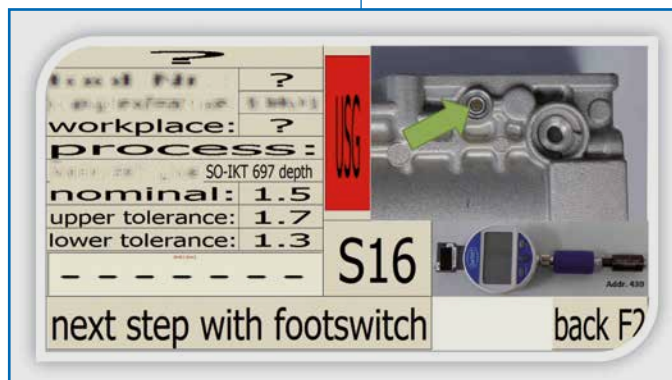 ?
?
workplace: ?
process:
SO-IKT 697 depth
nominal: 1.5
upper tolerance: 1.7
lower tolerance: 1.3
- - - - - - -
USG
S16
Addr. 430
next step with footswitch
back F2